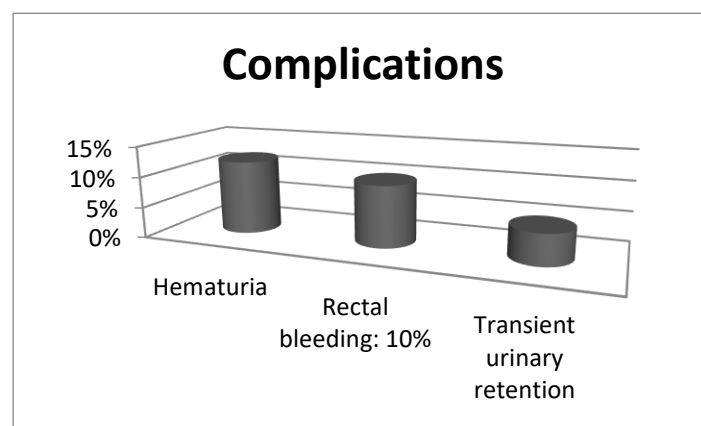 Complications
15%
10%
5%
0%
Hematuria
Rectal
bleeding: 10%
Transient
urinary
retention